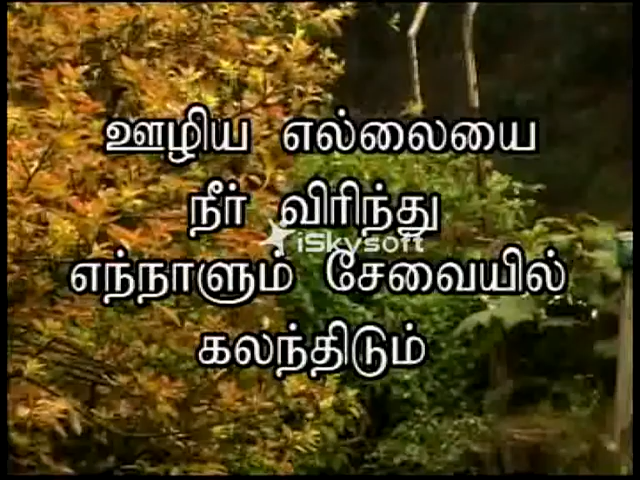 ஊழிய எல்லையை
நீர் விரிந்து
iSkysoft
எந்நாளும் சேவையில்
கலந்திடும்